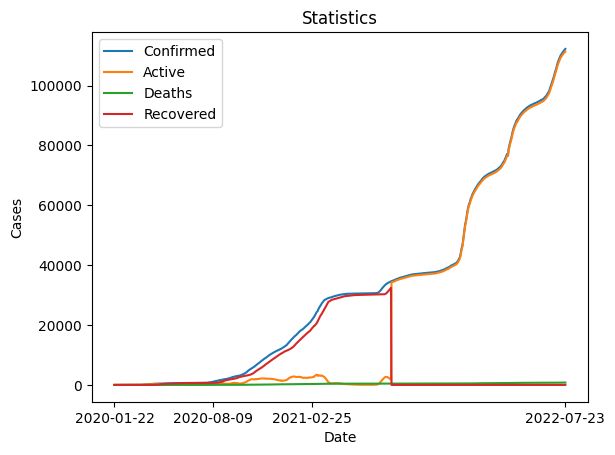 Statistics
Confirmed
Active
Deaths
Recovered
100000
80000
60000
40000
20000
0
Cases
2020-01-22 2020-08-09 2021-02-25 2022-07-23
Date